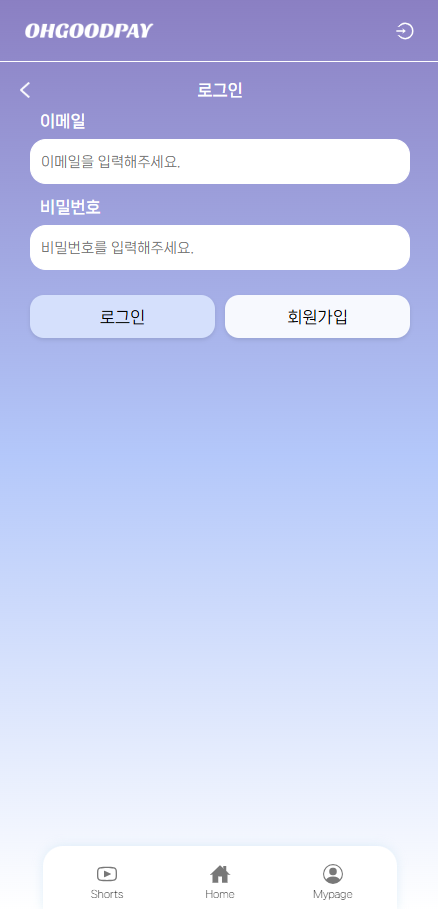 OHGOODPAY
로그인
이메일
이메일을 입력해주세요.
비밀번호
비밀번호를 입력해주세요.
로그인 회원가입
Shorts Home Mypage